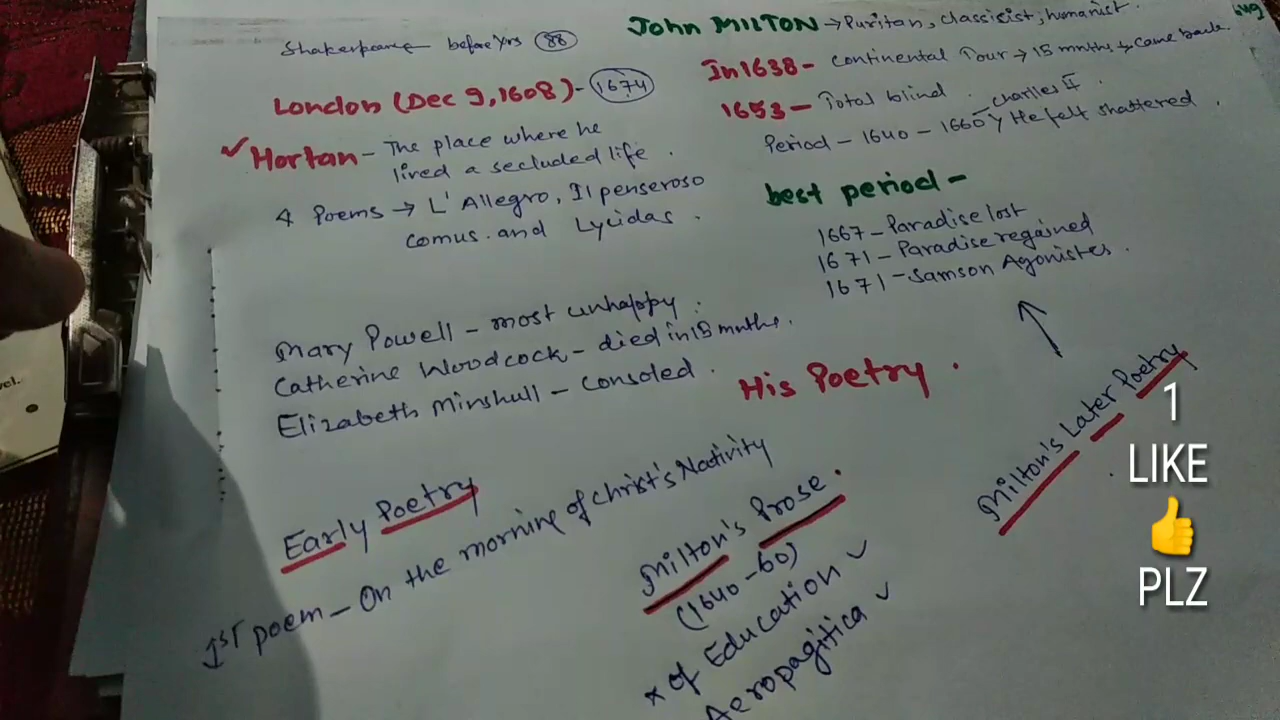 Shakespeare before yrs 88
John MILTON → Puritan, classicist, humanist.
London (Dec 9, 1608) - 1674
In 1638 - Continental Tour → 15 mnths → Came back.
1653 - Total blind.
Charles II.
Period - 1640 - 1660 → He felt shattered.
✓ Hortan - The place where he
lived a secluded life.
4 Poems → L'Allegro, Il penseroso
comus. and Lycidas.
best period -
1667 - Paradise lost
1671 - Paradise regained
1671 - Samson Agonistes.
Mary Powell - most unhappy.
Catherine Woodcock - died in 15 mnths.
Elizabeth Minshull - Consoled.
His Poetry.
Milton's Later Poetry
Early Poetry
1st poem - On the morning of Christ's Nativity
Milton's Prose.
(1640-60)
* Of Education ✓
Aeropagitica ✓
vel.
1
LIKE
👍
PLZ